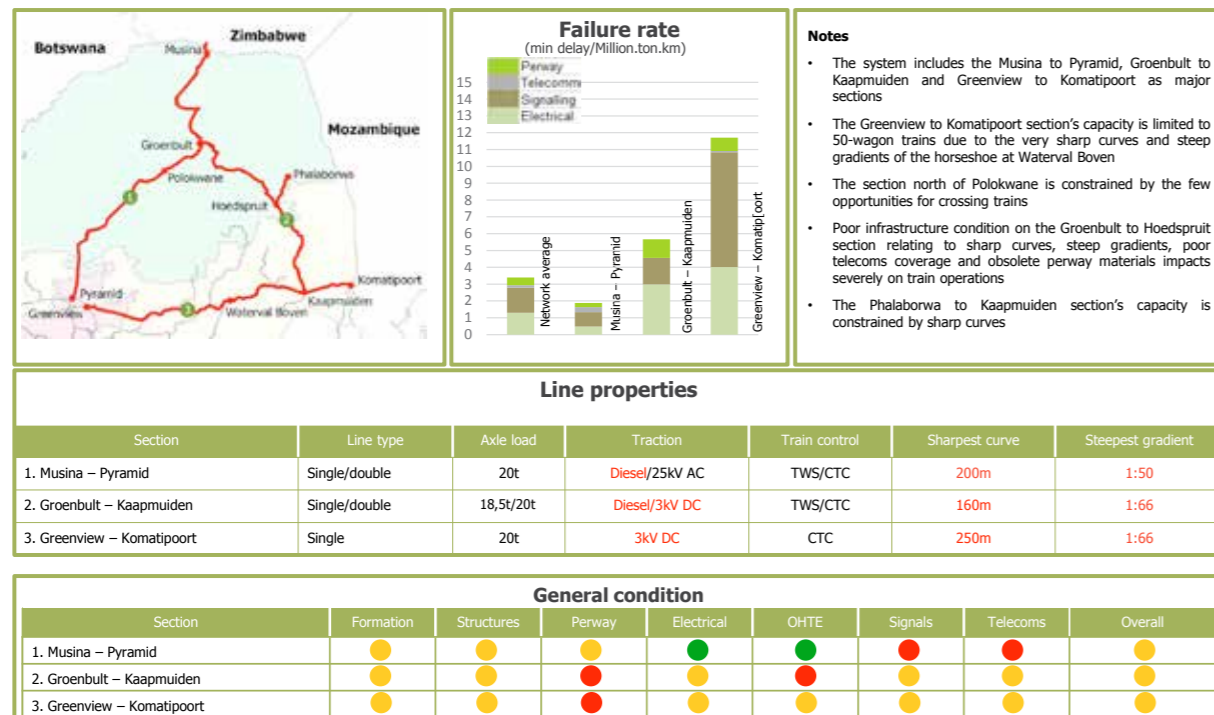 Botswana
Zimbabwe
Musina
Mozambique
Groenbult
Polokwane
Phalaborwa
Hoedspruit
1
2
3
Komatipoort
Pyramid
Greenview
Waterval Boven
Kaapmuiden
Failure rate
(min delay/Million.ton.km)
Perway
Telecomm
Signalling
Electrical
15
14
13
12
11
10
9
8
7
6
5
4
3
2
1
0
Network average
Musina – Pyramid
Groenbult – Kaapmuiden
Greenview – Komatip[oort
Notes
• The system includes the Musina to Pyramid, Groenbult to
Kaapmuiden and Greenview to Komatipoort as major
sections
• The Greenview to Komatipoort section's capacity is limited to
50-wagon trains due to the very sharp curves and steep
gradients of the horseshoe at Waterval Boven
• The section north of Polokwane is constrained by the few
opportunities for crossing trains
• Poor infrastructure condition on the Groenbult to Hoedspruit
section relating to sharp curves, steep gradients, poor
telecoms coverage and obsolete perway materials impacts
severely on train operations
• The Phalaborwa to Kaapmuiden section's capacity is
constrained by sharp curves
Line properties
Section Line type Axle load Traction Train control Sharpest curve Steepest gradient
1. Musina – Pyramid Single/double 20t Diesel/25kV AC TWS/CTC 200m 1:50
2. Groenbult – Kaapmuiden Single/double 18,5t/20t Diesel/3kV DC TWS/CTC 160m 1:66
3. Greenview – Komatipoort Single 20t 3kV DC CTC 250m 1:66
General condition
Section Formation Structures Perway Electrical OHTE Signals Telecoms Overall
1. Musina – Pyramid
2. Groenbult – Kaapmuiden
3. Greenview – Komatipoort